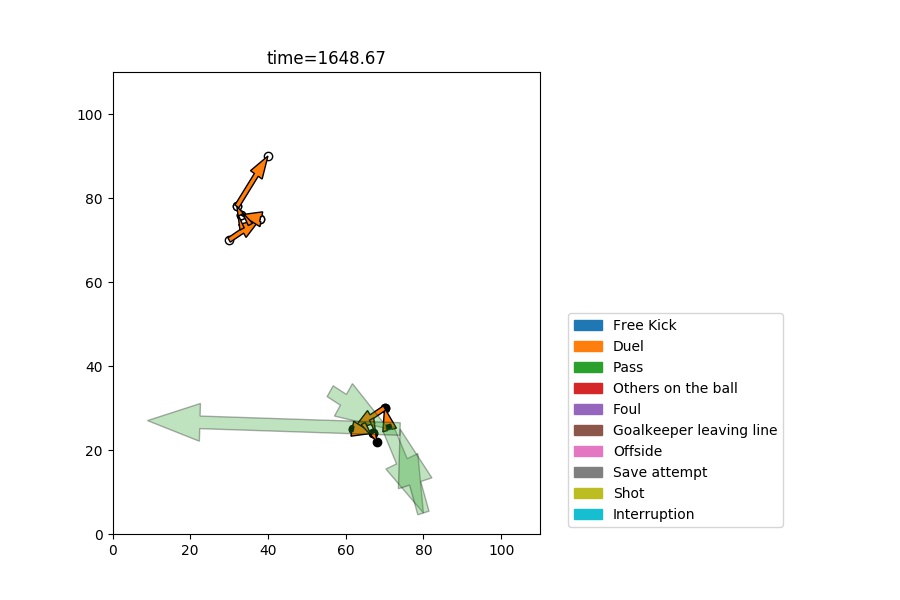 time=1648.67
100
80
60
40
20
0
0 20 40 60 80 100
Free Kick
Duel
Pass
Others on the ball
Foul
Goalkeeper leaving line
Offside
Save attempt
Shot
Interruption